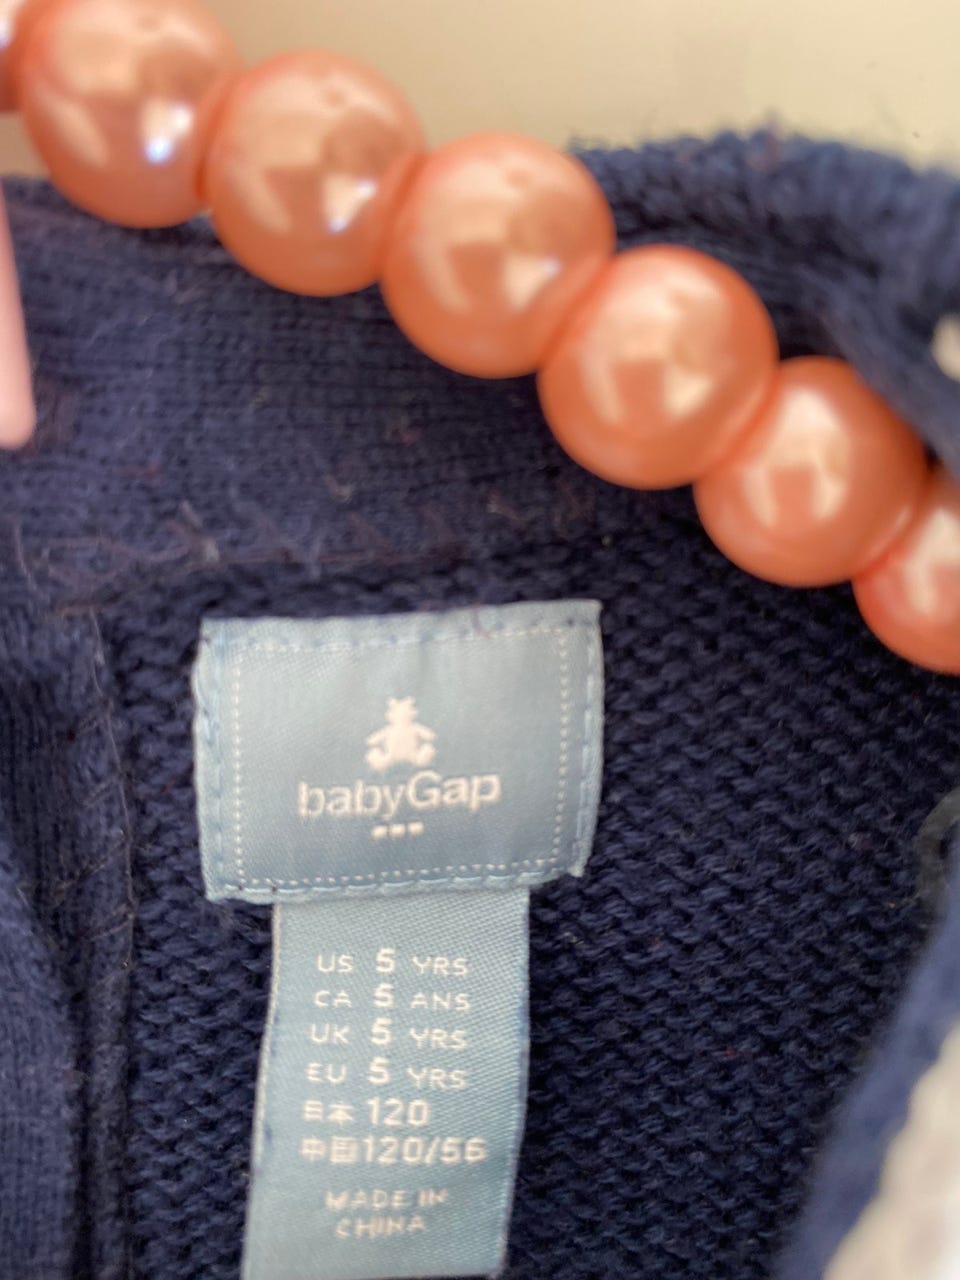 babyGap
US 5 YRS
CA 5 ANS
UK 5 YRS
EU 5 YRS
日本 120
中国 120/56
MADE IN
CHINA